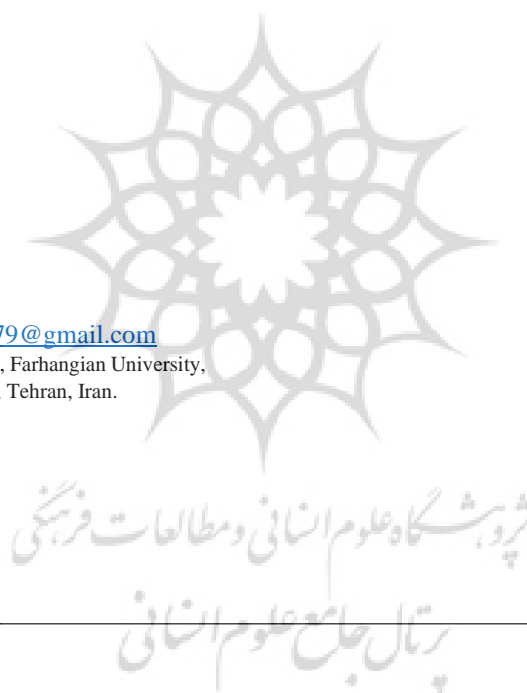 79@gmail.com
, Farhangian University,
, Tehran, Iran.
پژوهشگاه علوم انسانی و مطالعات فرهنگی
پرتال جامع علوم انسانی